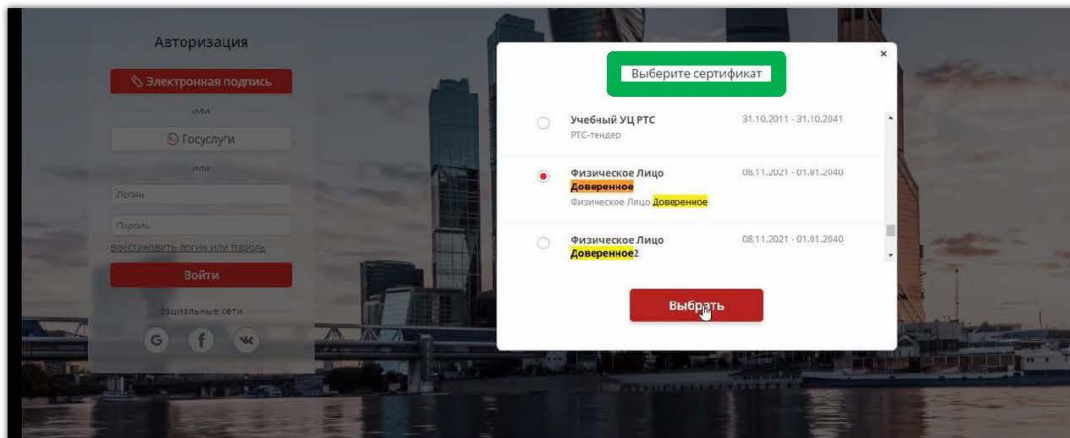 Авторизация
Электронная подпись
или
Госуслуги
или
Логин
Пароль
Восстановить логин или пароль
Войти
социальные сети
G f
×
Выберите сертификат
Учебный УЦ РТС 31.10.2011 - 31.10.2041
РТС-тендер
Физическое Лицо 08.11.2021 - 01.01.2040
Доверенное
Физическое Лицо Доверенное
Физическое Лицо 08.11.2021 - 01.01.2040
Доверенное2
Выбрать